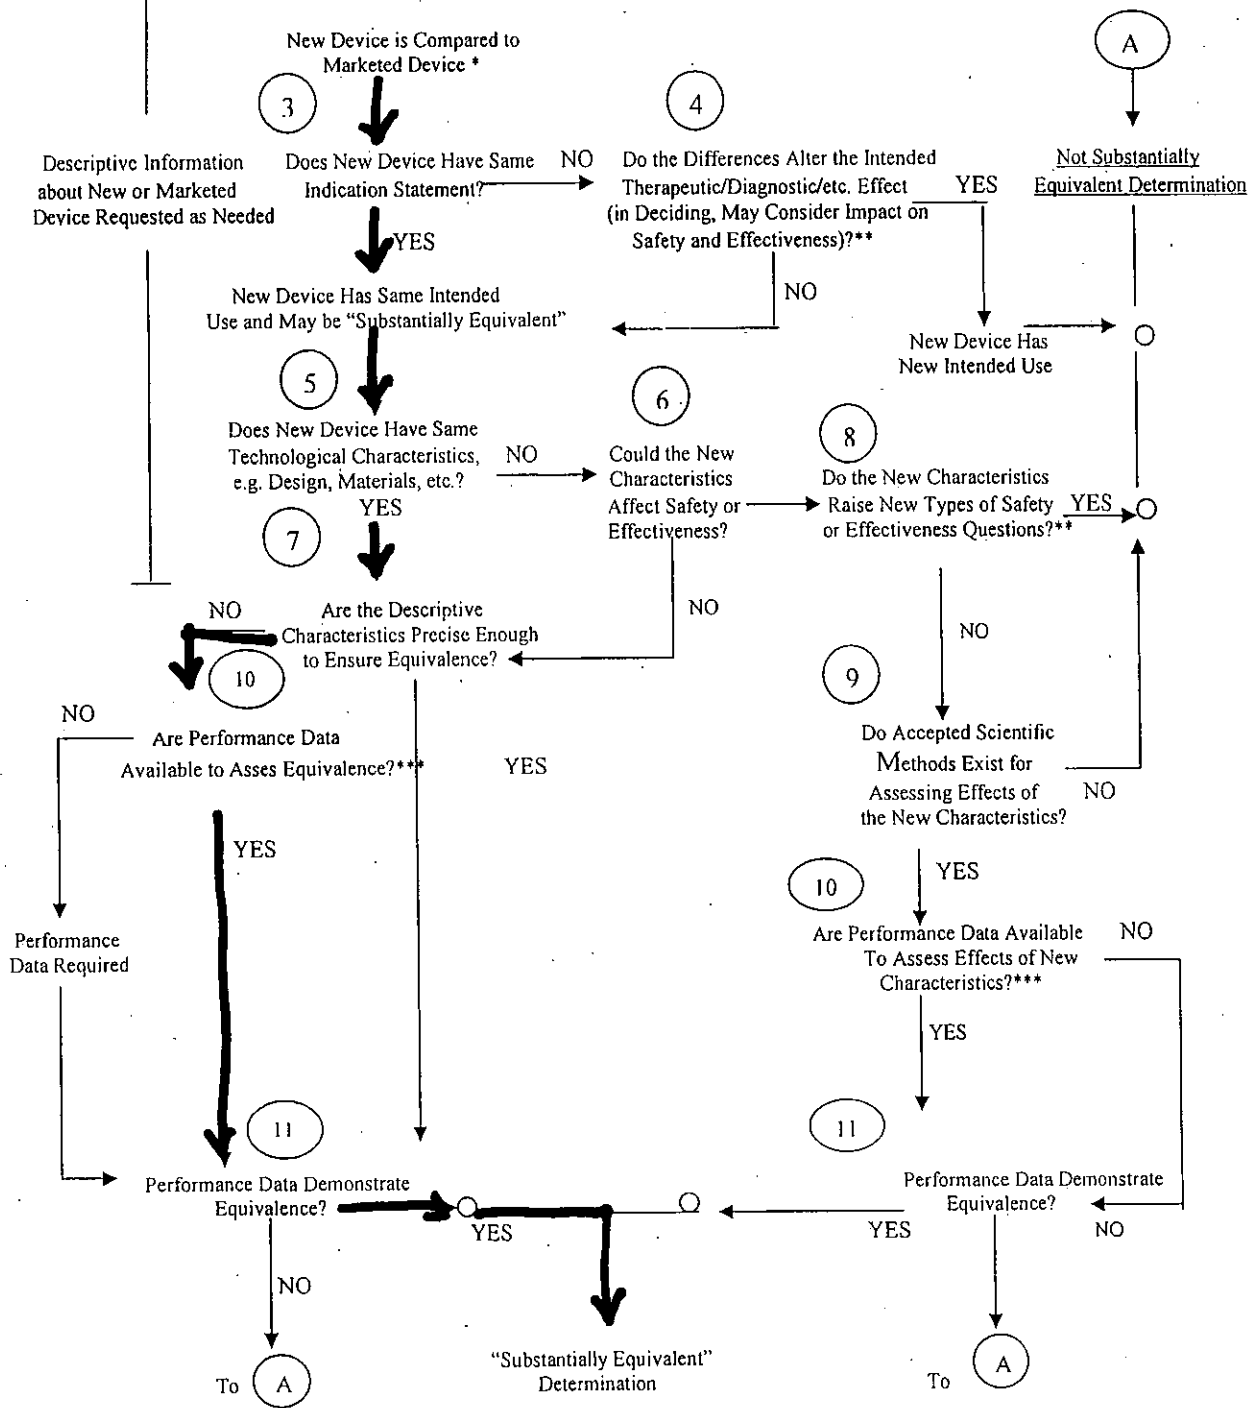 New Device is Compared to
Marketed Device *
A
3
4
Descriptive Information
about New or Marketed
Device Requested as Needed
Does New Device Have Same
Indication Statement?
NO
Do the Differences Alter the Intended
Therapeutic/Diagnostic/etc. Effect
(in Deciding, May Consider Impact on
Safety and Effectiveness)?**
YES
Not Substantially
Equivalent Determination
YES
NO
New Device Has Same Intended
Use and May be “Substantially Equivalent”
New Device Has
New Intended Use
5
6
8
Does New Device Have Same
Technological Characteristics,
e.g. Design, Materials, etc.?
NO
YES
Could the New
Characteristics
Affect Safety or
Effectiveness?
Do the New Characteristics
Raise New Types of Safety
or Effectiveness Questions?**
YES
7
NO
Are the Descriptive
Characteristics Precise Enough
to Ensure Equivalence?
NO
NO
10
9
NO
Are Performance Data
Available to Asses Equivalence?***
YES
Do Accepted Scientific
Methods Exist for
Assessing Effects of
the New Characteristics?
NO
YES
YES
10
Performance
Data Required
Are Performance Data Available
To Assess Effects of New
Characteristics?***
NO
YES
11
11
Performance Data Demonstrate
Equivalence?
YES
Performance Data Demonstrate
Equivalence?
YES
NO
NO
“Substantially Equivalent”
Determination
To
A
To
A